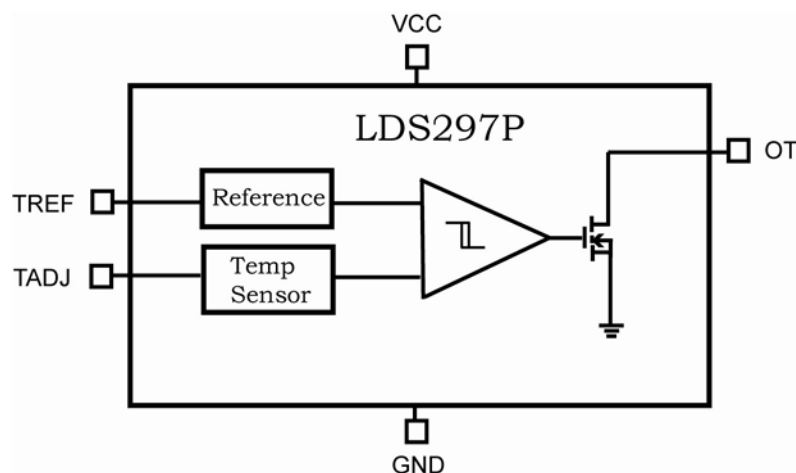 VCC
LDS297P
OT
TREF
Reference
TADJ
Temp
Sensor
GND